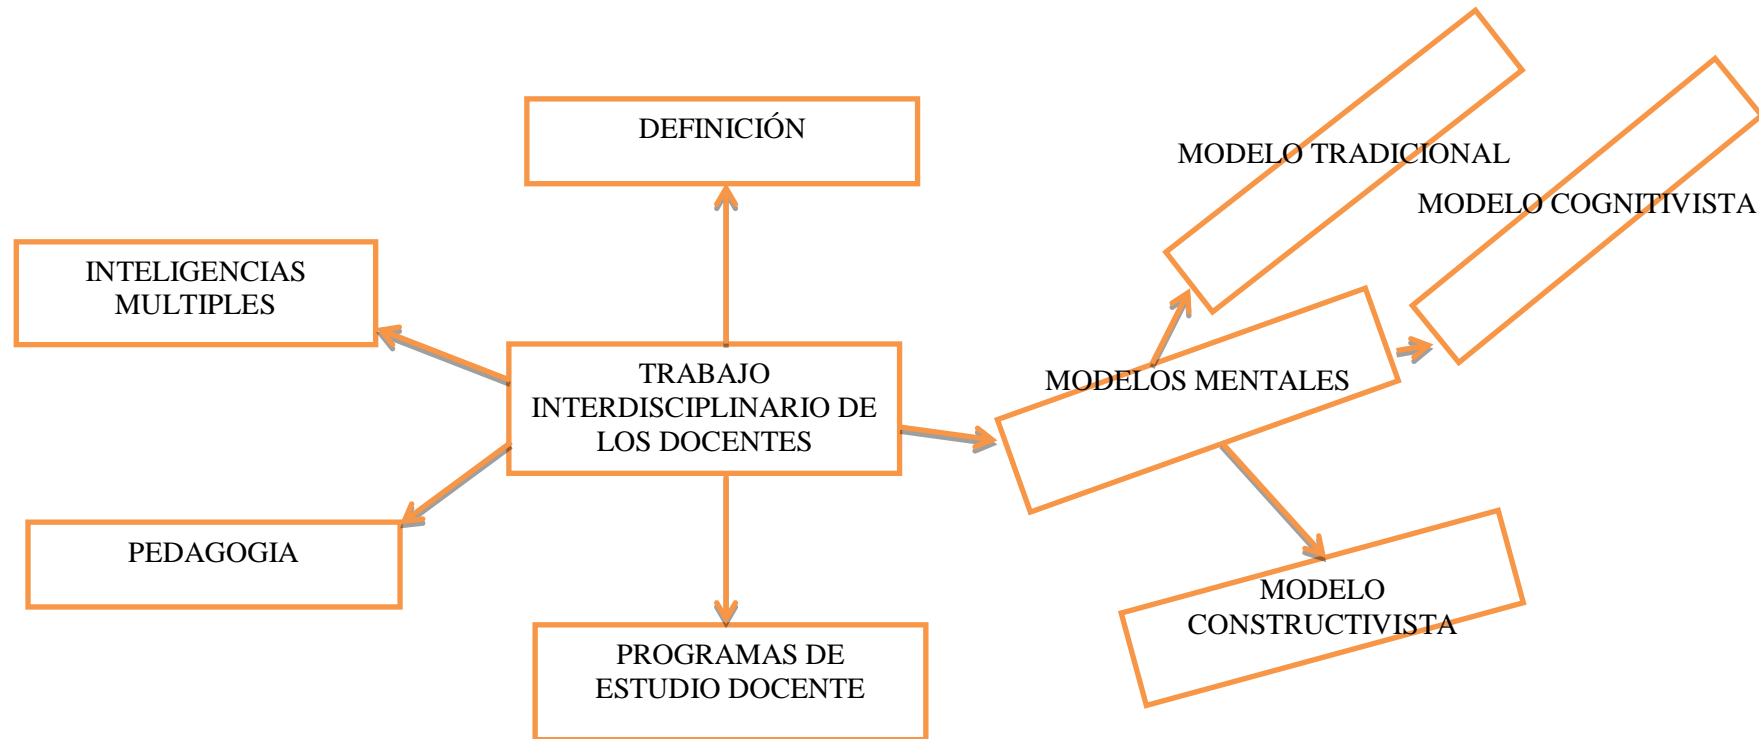 DEFINICIÓN
MODELO TRADICIONAL
MODELO COGNITIVISTA
INTELIGENCIAS
MULTIPLES
TRABAJO
INTERDISCIPLINARIO DE
LOS DOCENTES
MODELOS MENTALES
PEDAGOGIA
MODELO
CONSTRUCTIVISTA
PROGRAMAS DE
ESTUDIO DOCENTE